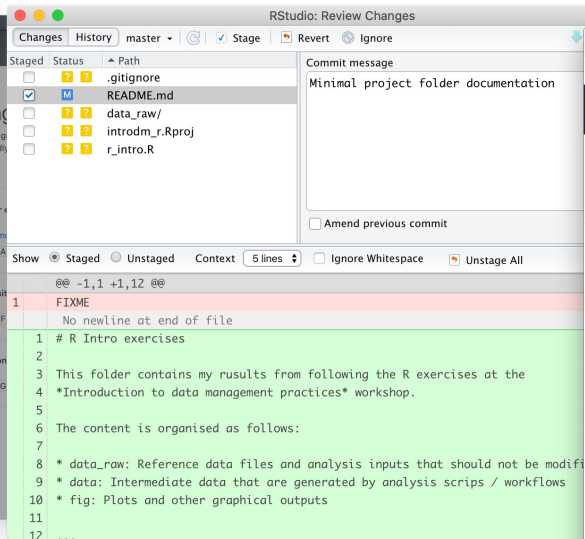 RStudio: Review Changes
Changes History master Stage Revert Ignore
Staged Status Path
Commit message
? ? .gitignore
M README.md
? ? data_raw/
? ? introdm_r.Rproj
? ? r_intro.R
Minimal project folder documentation
Amend previous commit
Show Staged Unstaged Context 5 lines Ignore Whitespace Unstage All
@@ -1,1 +1,12 @@
1 FIXME
No newline at end of file
1 # R Intro exercises
2
3 This folder contains my rusults from following the R exercises at the
4 *Introduction to data management practices* workshop.
5
6 The content is organised as follows:
7
8 * data_raw: Reference data files and analysis inputs that should not be modifi
9 * data: Intermediate data that are generated by analysis scrips / workflows
10 * fig: Plots and other graphical outputs
11
12 ...